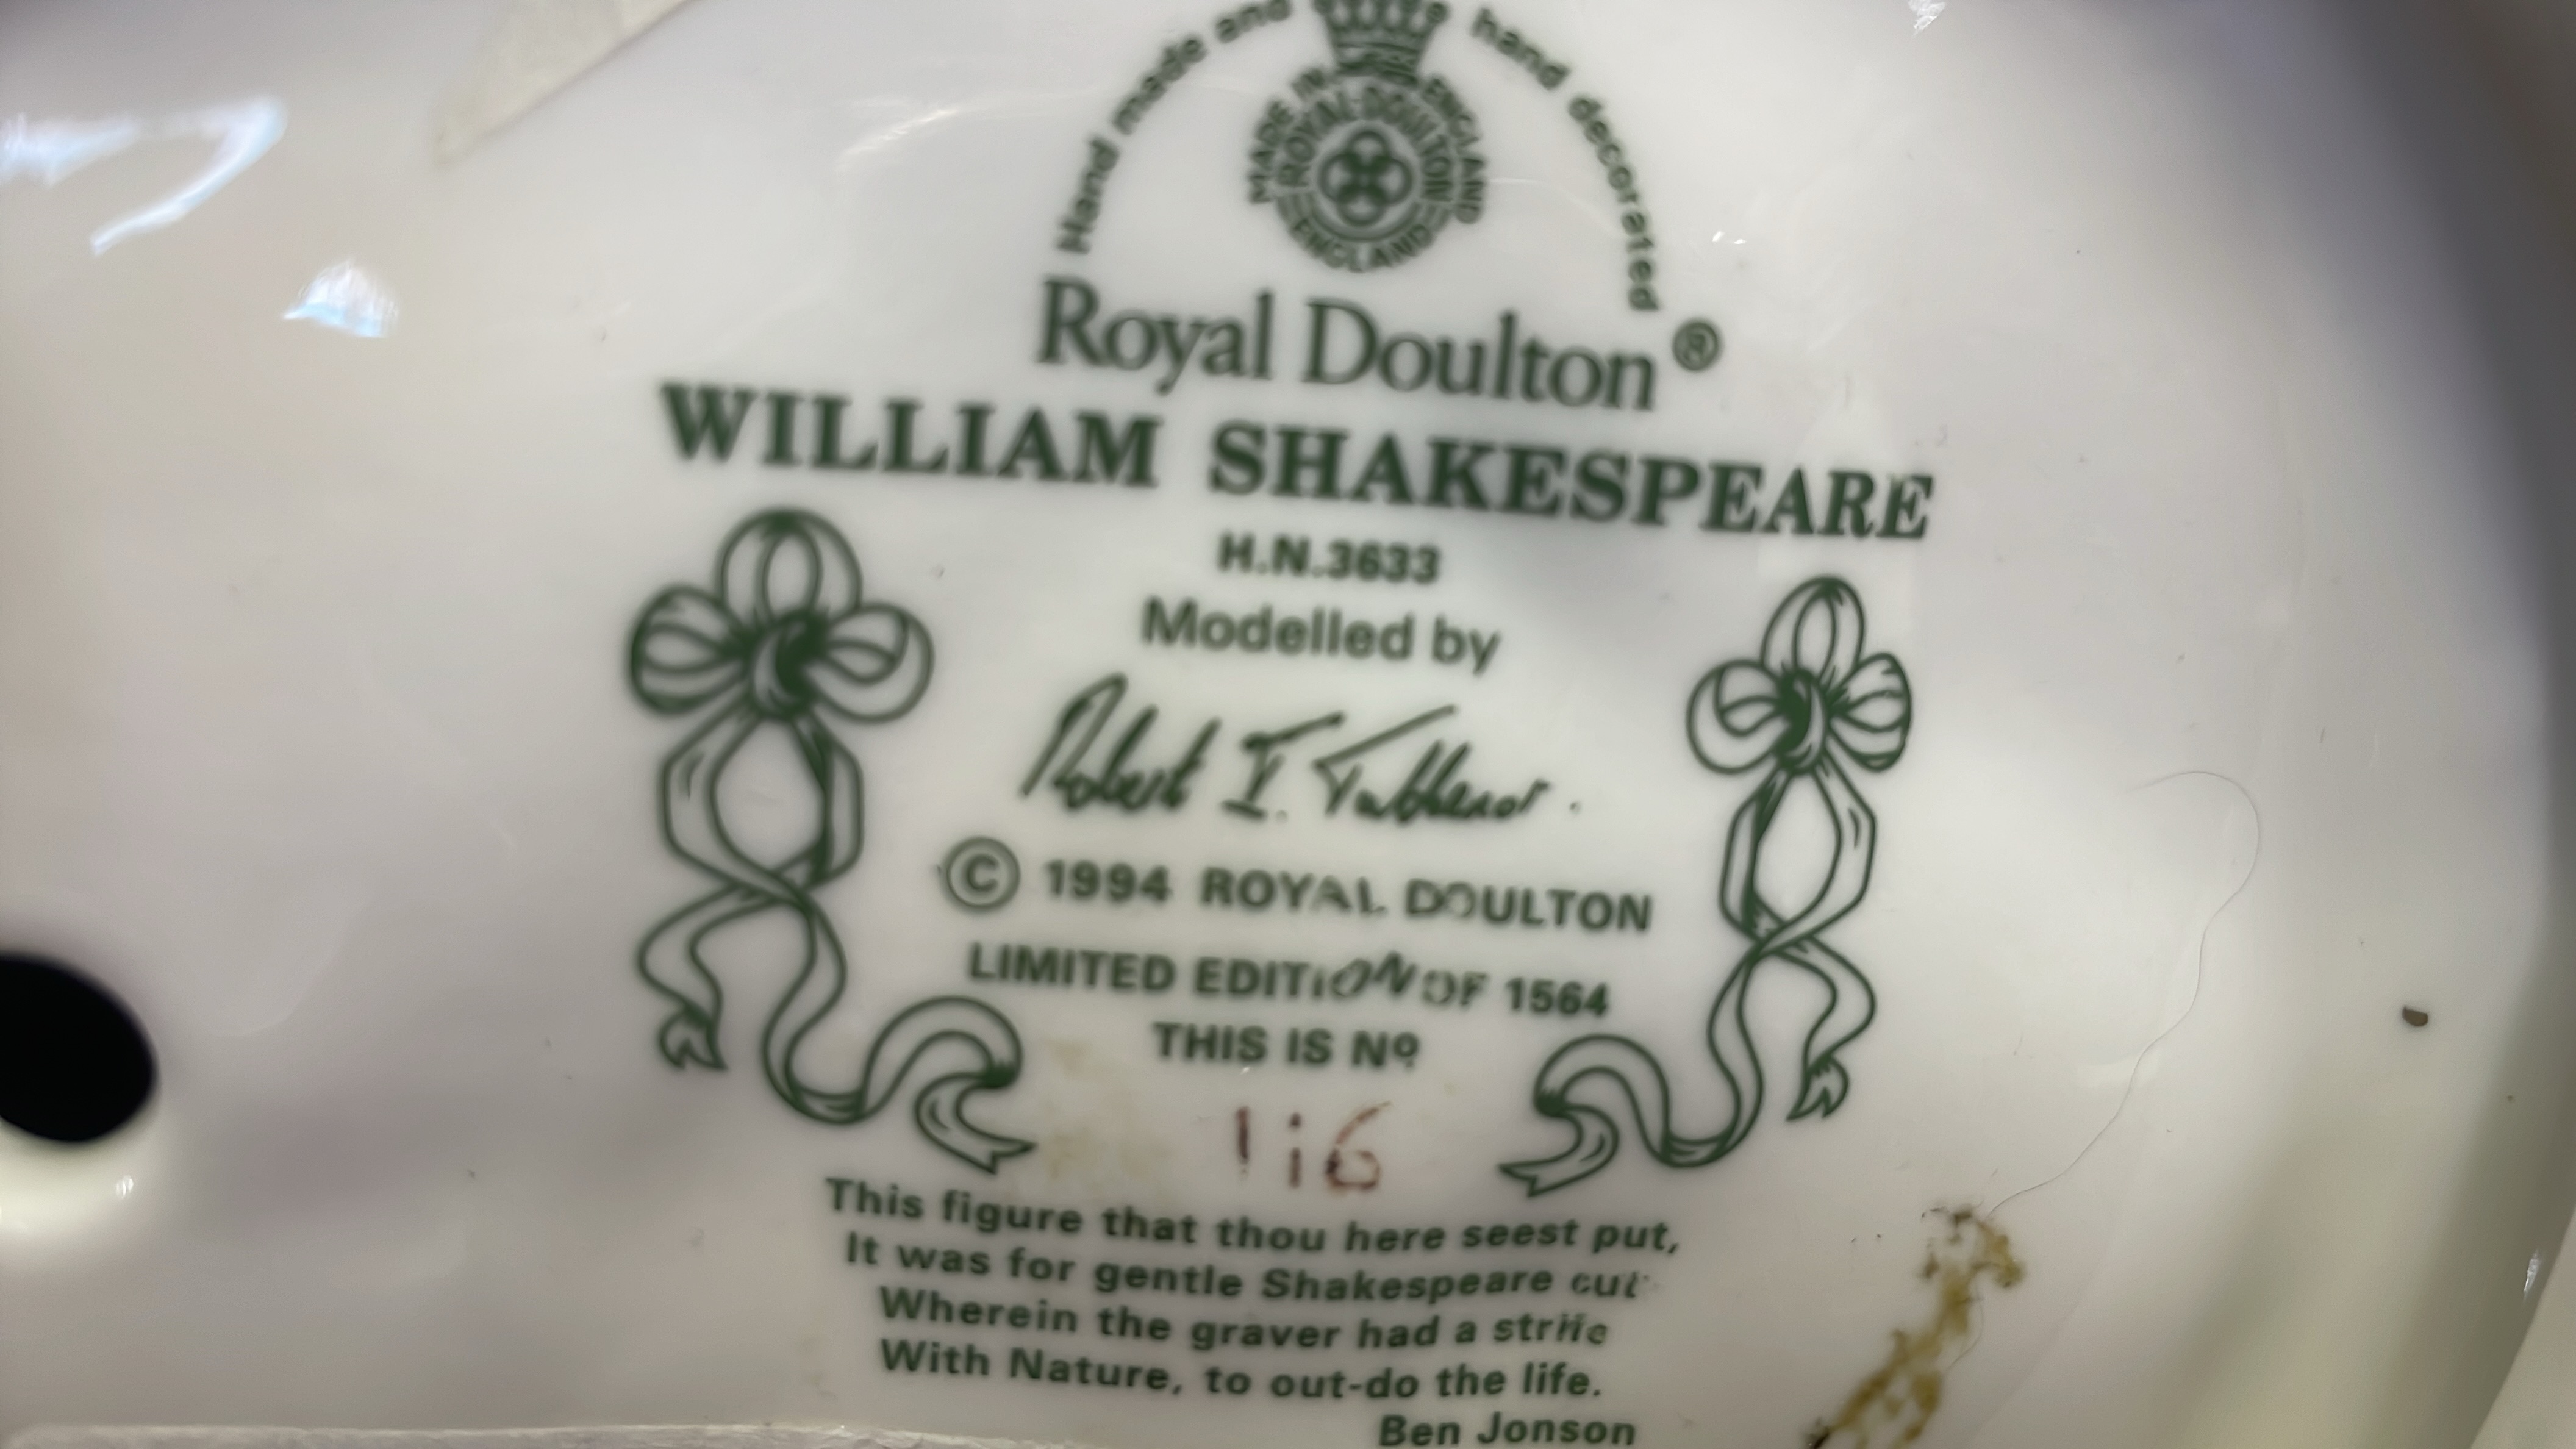 Hand made and hand decorated
MADE IN ENGLAND
ROYAL DOULTON
ENGLAND
Royal Doulton ®
WILLIAM SHAKESPEARE
H.N.3633
Modelled by
Robert I. Tabbenor.
© 1994 ROYAL DOULTON
LIMITED EDITION OF 1564
THIS IS Nº
116
This figure that thou here seest put,
It was for gentle Shakespeare cut
Wherein the graver had a strife
With Nature, to out-do the life.
Ben Jonson